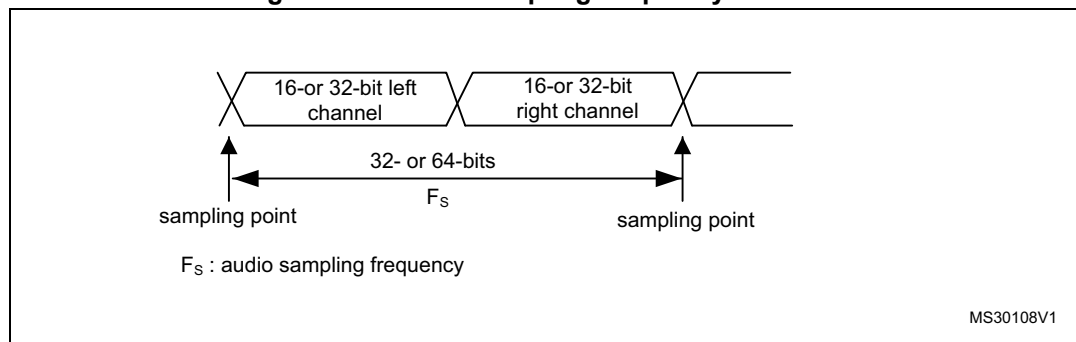 16-or 32-bit left
channel
16-or 32-bit
right channel
32- or 64-bits
FS
sampling point
sampling point
FS : audio sampling frequency
MS30108V1